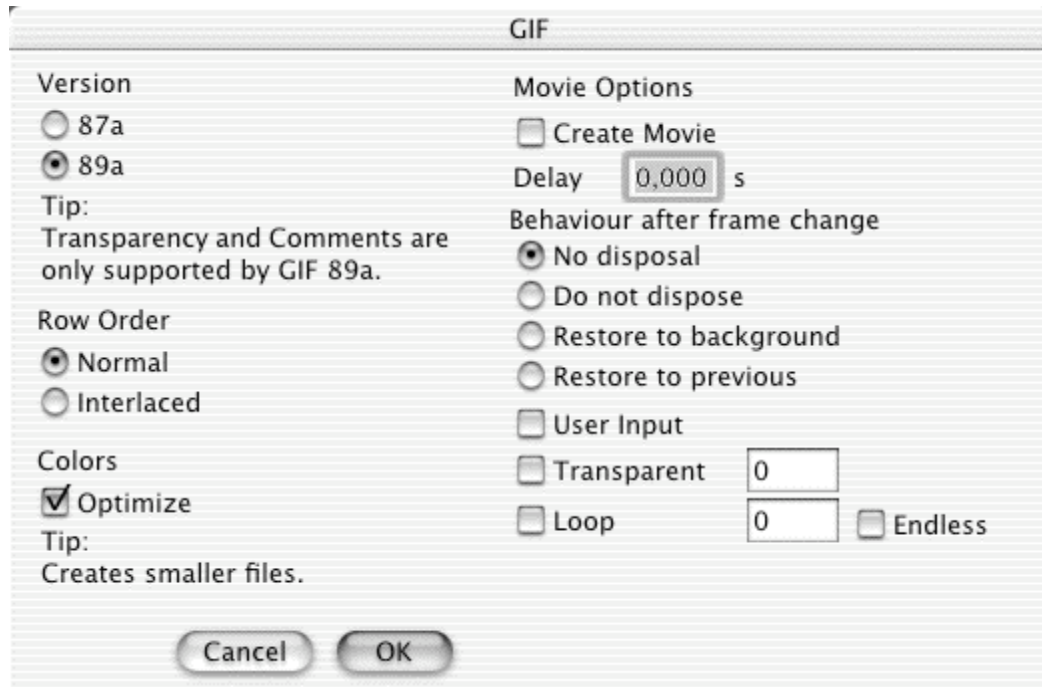 GIF
Version
87a
89a
Tip:
Transparency and Comments are
only supported by GIF 89a.
Row Order
Normal
Interlaced
Colors
Optimize
Tip:
Creates smaller files.
Cancel OK
Movie Options
Create Movie
Delay 0,000 s
Behaviour after frame change
No disposal
Do not dispose
Restore to background
Restore to previous
User Input
Transparent 0
Loop 0 Endless